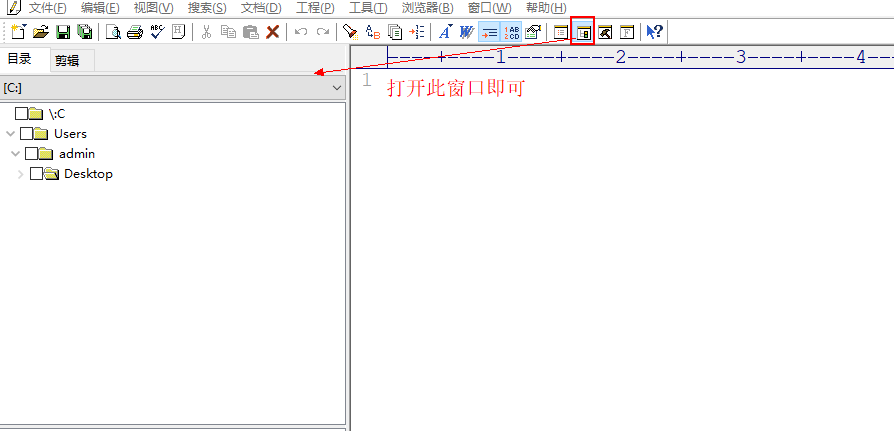 文件(F) 编辑(E) 视图(V) 搜索(S) 文档(D) 工程(P) 工具(T) 浏览器(B) 窗口(W) 帮助(H)
目录 剪辑
[C:]
\:C
Users
admin
Desktop
----+----1----+----2----+----3----+----4----
1 打开此窗口即可